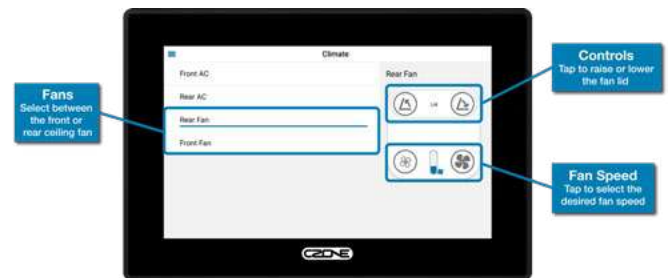 Climate
Front AC
Rear AC
Rear Fan
Front Fan
Rear Fan
Lid
CZONE
Fans
Select between
the front or
rear ceiling fan
Controls
Tap to raise or lower
the fan lid
Fan Speed
Tap to select the
desired fan speed